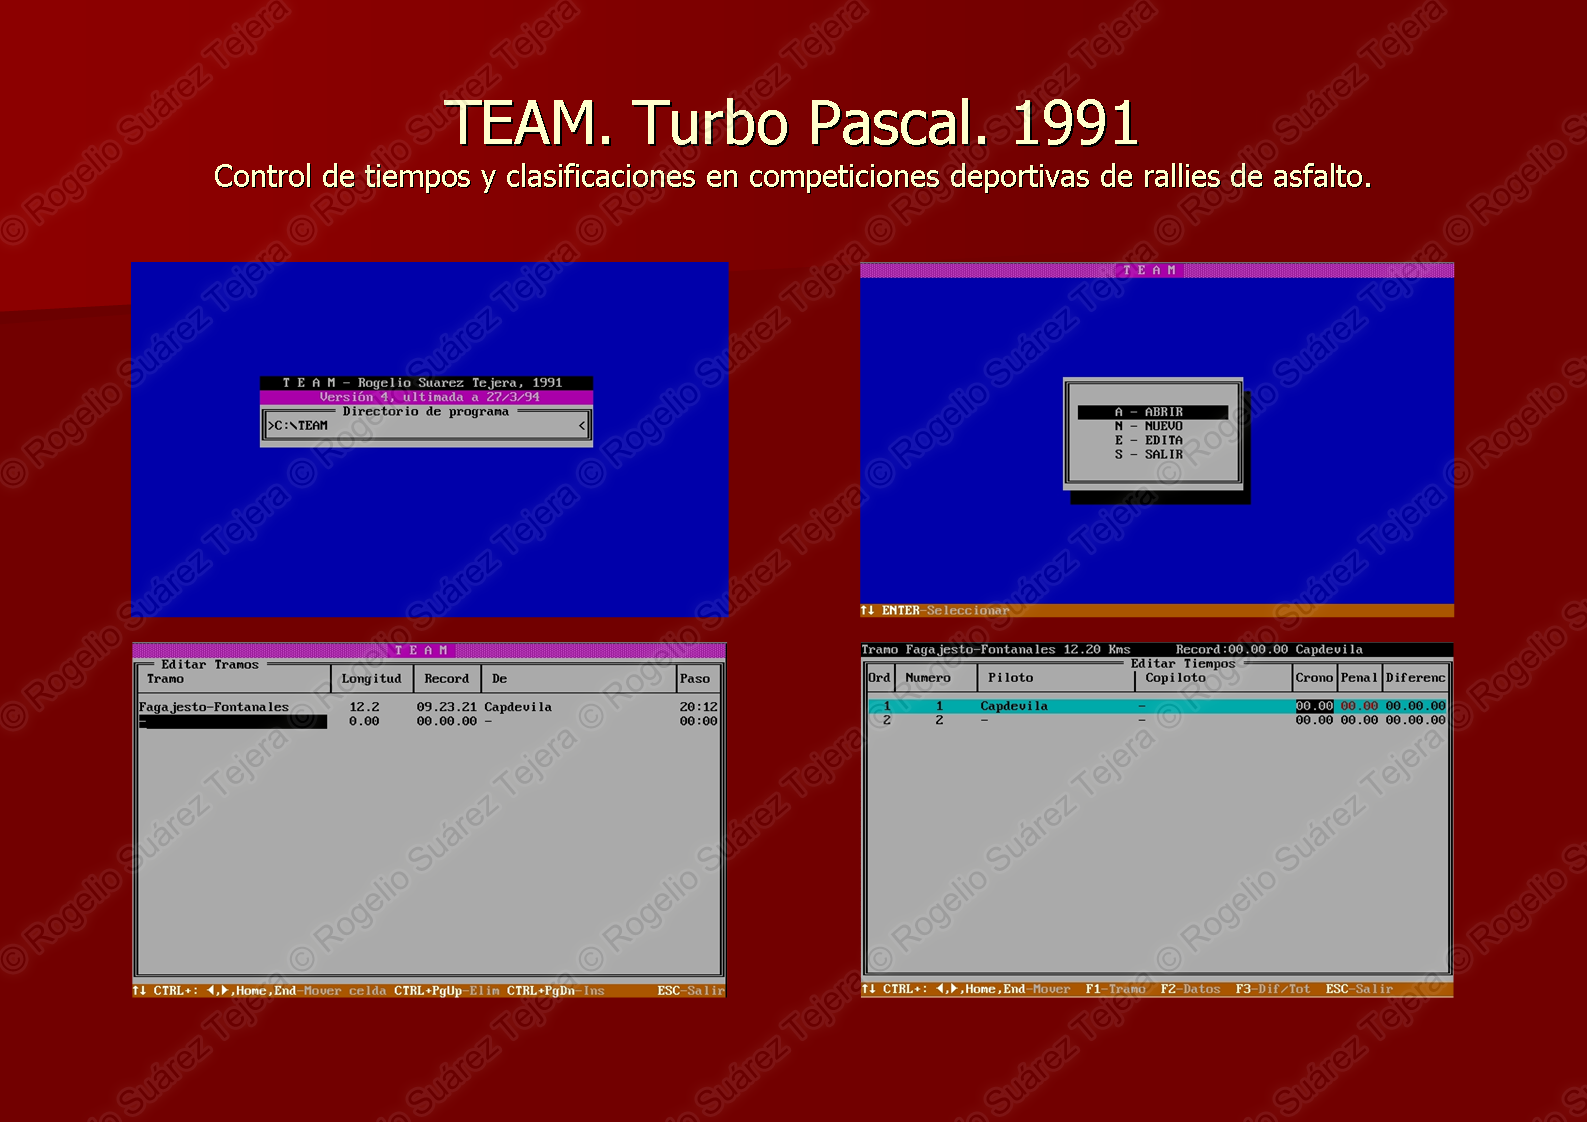 TEAM. Turbo Pascal. 1991
Control de tiempos y clasificaciones en competiciones deportivas de rallies de asfalto.
T E A M - Rogelio Suarez Tejera, 1991
Versión 4, ultimada a 27/3/94
Directorio de programa
>C:\TEAM <
T E A M
A - ABRIR
N - NUEVO
E - EDITA
S - SALIR
↑↓ ENTER-Seleccionar
T E A M
Editar Tramos
Tramo Longitud Record De Paso
Fagajesto-Fontanales 12.2 09.23.21 Capdevila 20:12
- 0.00 00.00.00 - 00:00
↑↓ CTRL+: ◄,►,Home,End-Mover celda CTRL+PgUp-Elim CTRL+PgDn-Ins ESC-Salir
Tramo Fagajesto-Fontanales 12.20 Kms Record:00.00.00 Capdevila
Editar Tiempos
Ord Numero Piloto Copiloto Crono Penal Diferenc
1 1 Capdevila - 00.00 00.00 00.00.00
2 2 - - 00.00 00.00 00.00.00
↑↓ CTRL+: ◄,►,Home,End-Mover F1-Tramo F2-Datos F3-Dif/Tot ESC-Salir
© Rogelio Suárez Tejera